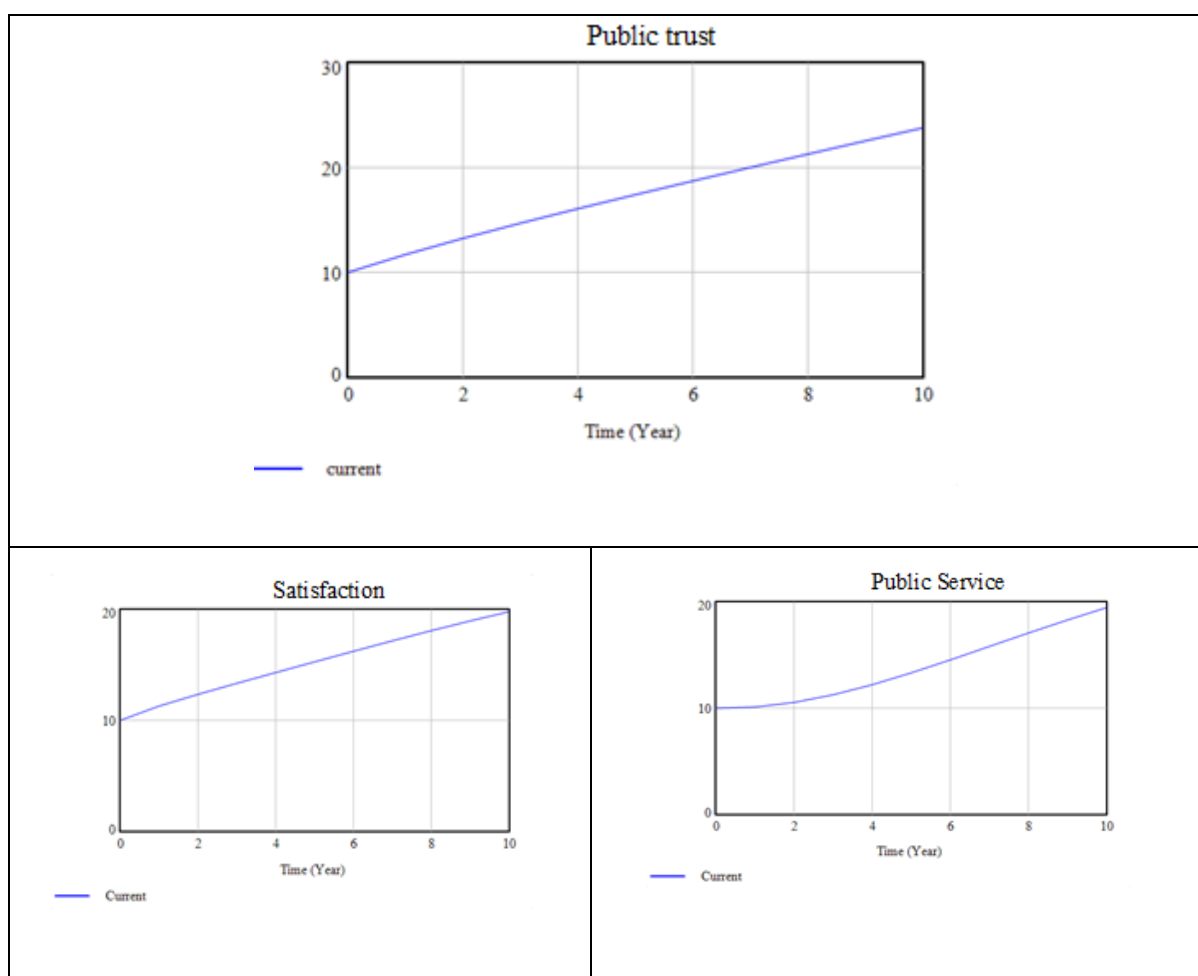 Public trust
30
20
10
0
0 2 4 6 8 10
Time (Year)
current
Satisfaction
20
10
0
0 2 4 6 8 10
Time (Year)
Current
Public Service
20
10
0
0 2 4 6 8 10
Time (Year)
Current